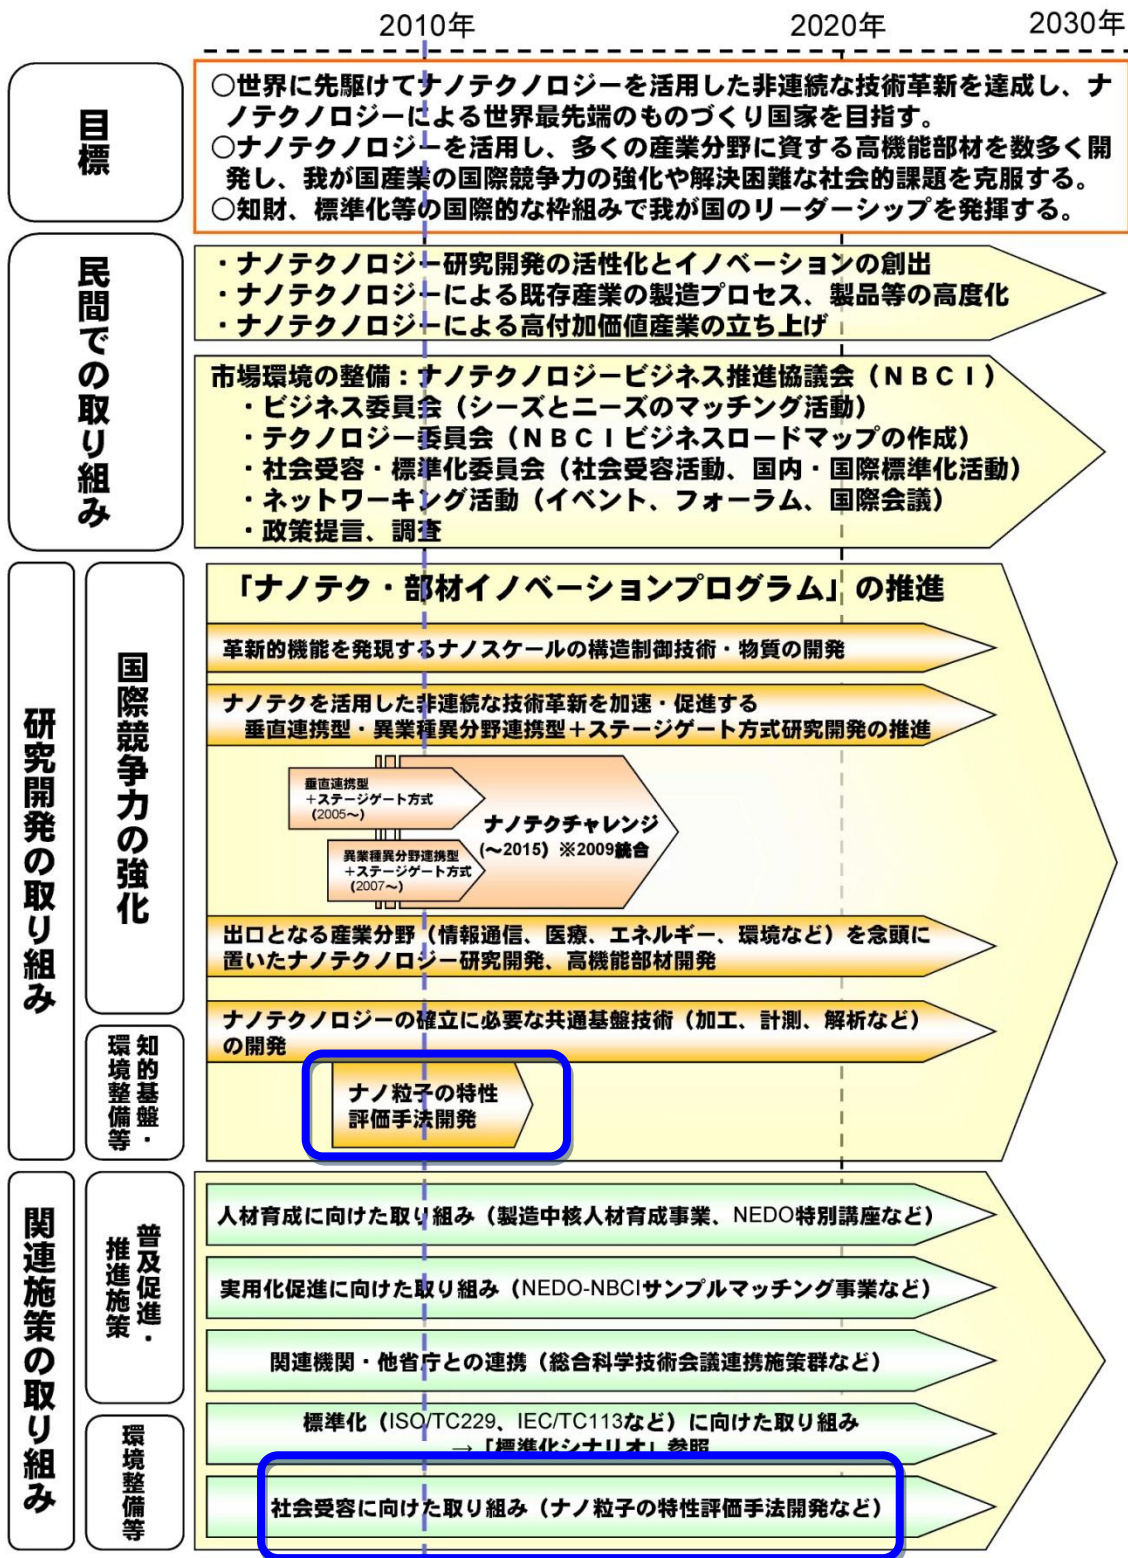 2010年
2020年
2030年
目標
○世界に先駆けてナノテクノロジーを活用した非連続な技術革新を達成し、ナ
ノテクノロジーによる世界最先端のものづくり国家を目指す。
○ナノテクノロジーを活用し、多くの産業分野に資する高機能部材を数多く開
発し、我が国産業の国際競争力の強化や解決困難な社会的課題を克服する。
○知財、標準化等の国際的な枠組みで我が国のリーダーシップを発揮する。
民間での取り組み
・ナノテクノロジー研究開発の活性化とイノベーションの創出
・ナノテクノロジーによる既存産業の製造プロセス、製品等の高度化
・ナノテクノロジーによる高付加価値産業の立ち上げ
市場環境の整備：ナノテクノロジービジネス推進協議会（ＮＢＣＩ）
・ビジネス委員会（シーズとニーズのマッチング活動）
・テクノロジー委員会（ＮＢＣＩビジネスロードマップの作成）
・社会受容・標準化委員会（社会受容活動、国内・国際標準化活動）
・ネットワーキング活動（イベント、フォーラム、国際会議）
・政策提言、調査
研究開発の取り組み
国際競争力の強化
「ナノテク・部材イノベーションプログラム」の推進
革新的機能を発現するナノスケールの構造制御技術・物質の開発
ナノテクを活用した非連続な技術革新を加速・促進する
垂直連携型・異業種異分野連携型＋ステージゲート方式研究開発の推進
垂直連携型
＋ステージゲート方式
（2005～）
異業種異分野連携型
＋ステージゲート方式
（2007～）
ナノテクチャレンジ
(～2015) ※2009統合
出口となる産業分野（情報通信、医療、エネルギー、環境など）を念頭に
置いたナノテクノロジー研究開発、高機能部材開発
知的基盤・
環境整備等
ナノテクノロジーの確立に必要な共通基盤技術（加工、計測、解析など）
の開発
ナノ粒子の特性
評価手法開発
関連施策の取り組み
普及促進・
推進施策
人材育成に向けた取り組み（製造中核人材育成事業、NEDO特別講座など）
実用化促進に向けた取り組み（NEDO-NBCIサンプルマッチング事業など）
関連機関・他省庁との連携（総合科学技術会議連携施策群など）
環境整備等
標準化（ISO/TC229、IEC/TC113など）に向けた取り組み
→「標準化シナリオ」参照
社会受容に向けた取り組み（ナノ粒子の特性評価手法開発など）